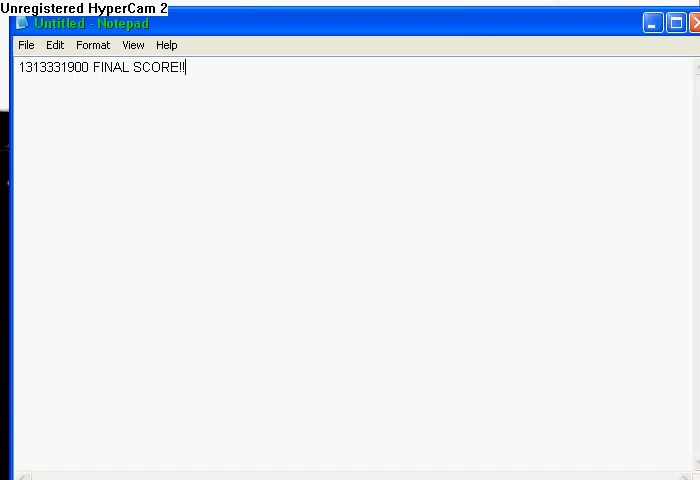 Unregistered HyperCam 2
Untitled - Notepad
File Edit Format View Help
1313331900 FINAL SCORE!!